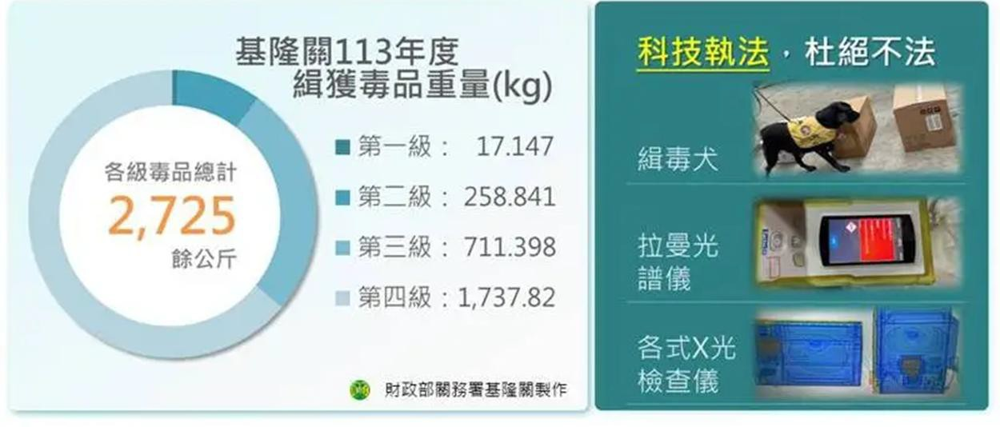 基隆關113年度
緝獲毒品重量(kg)
各級毒品總計
2,725
餘公斤
第一級： 17.147
第二級： 258.841
第三級： 711.398
第四級：1,737.82
財政部關務署基隆關製作
科技執法，杜絕不法
緝毒犬
拉曼光
譜儀
各式X光
檢查儀